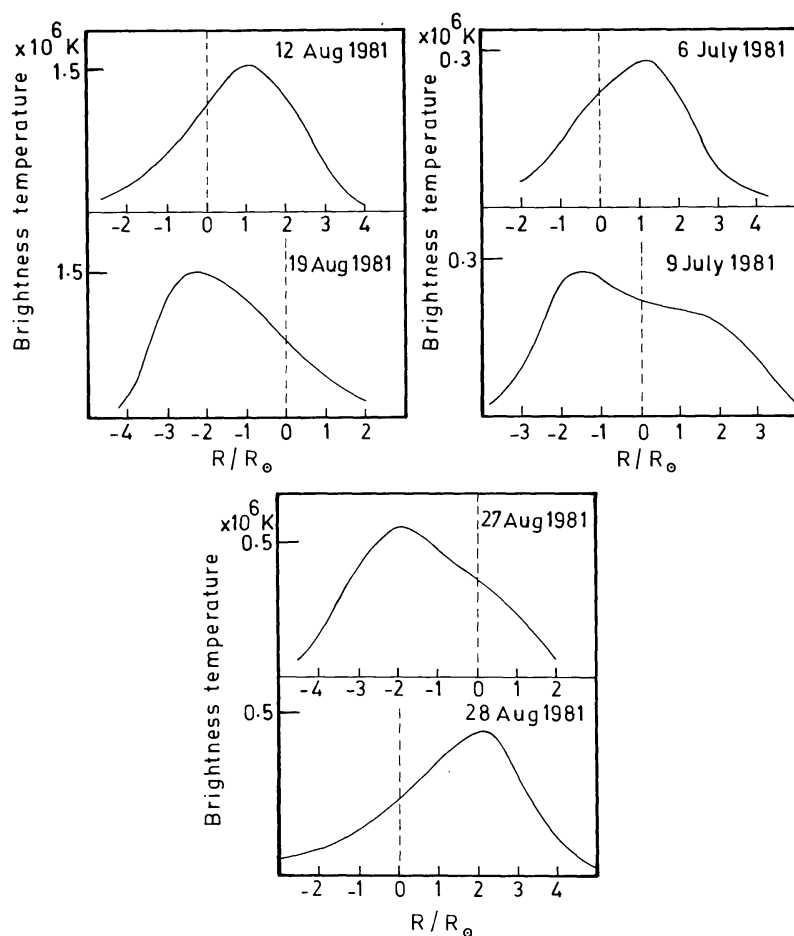 ×10⁶ K
12 Aug 1981
1.5
-2 -1 0 1 2 3 4
19 Aug 1981
1.5
-4 -3 -2 -1 0 1 2
R/R☉
Brightness temperature
×10⁶ K
6 July 1981
0.3
-2 -1 0 1 2 3 4
9 July 1981
0.3
-3 -2 -1 0 1 2 3
R/R☉
Brightness temperature
×10⁶ K
27 Aug 1981
0.5
-4 -3 -2 -1 0 1 2
28 Aug 1981
0.5
-2 -1 0 1 2 3 4
R/R☉
Brightness temperature